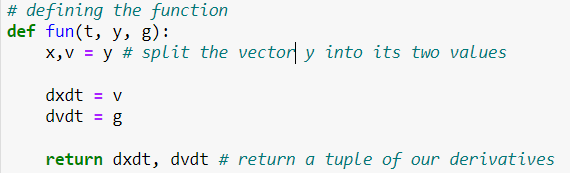 # defining the function
def fun(t, y, g):
    x,v = y # split the vector y into its two values

    dxdt = v
    dvdt = g

    return dxdt, dvdt # return a tuple of our derivatives